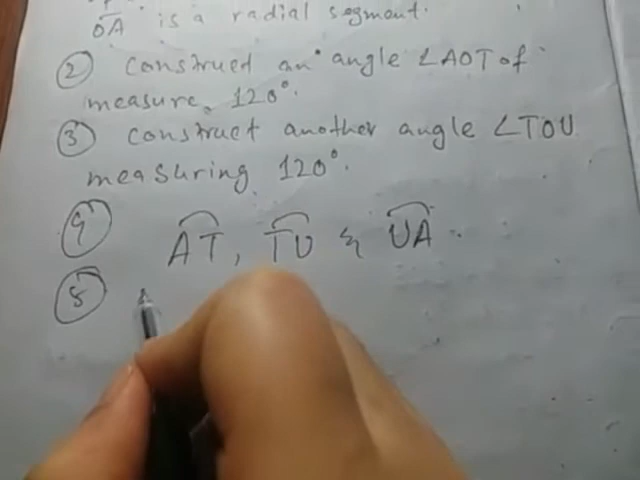 OA is a radial segment.
② construct an angle ∠AOT of
measure 120°.
③ construct another angle ∠TOU
measuring 120°.
④ AT, TU & UA.
⑤